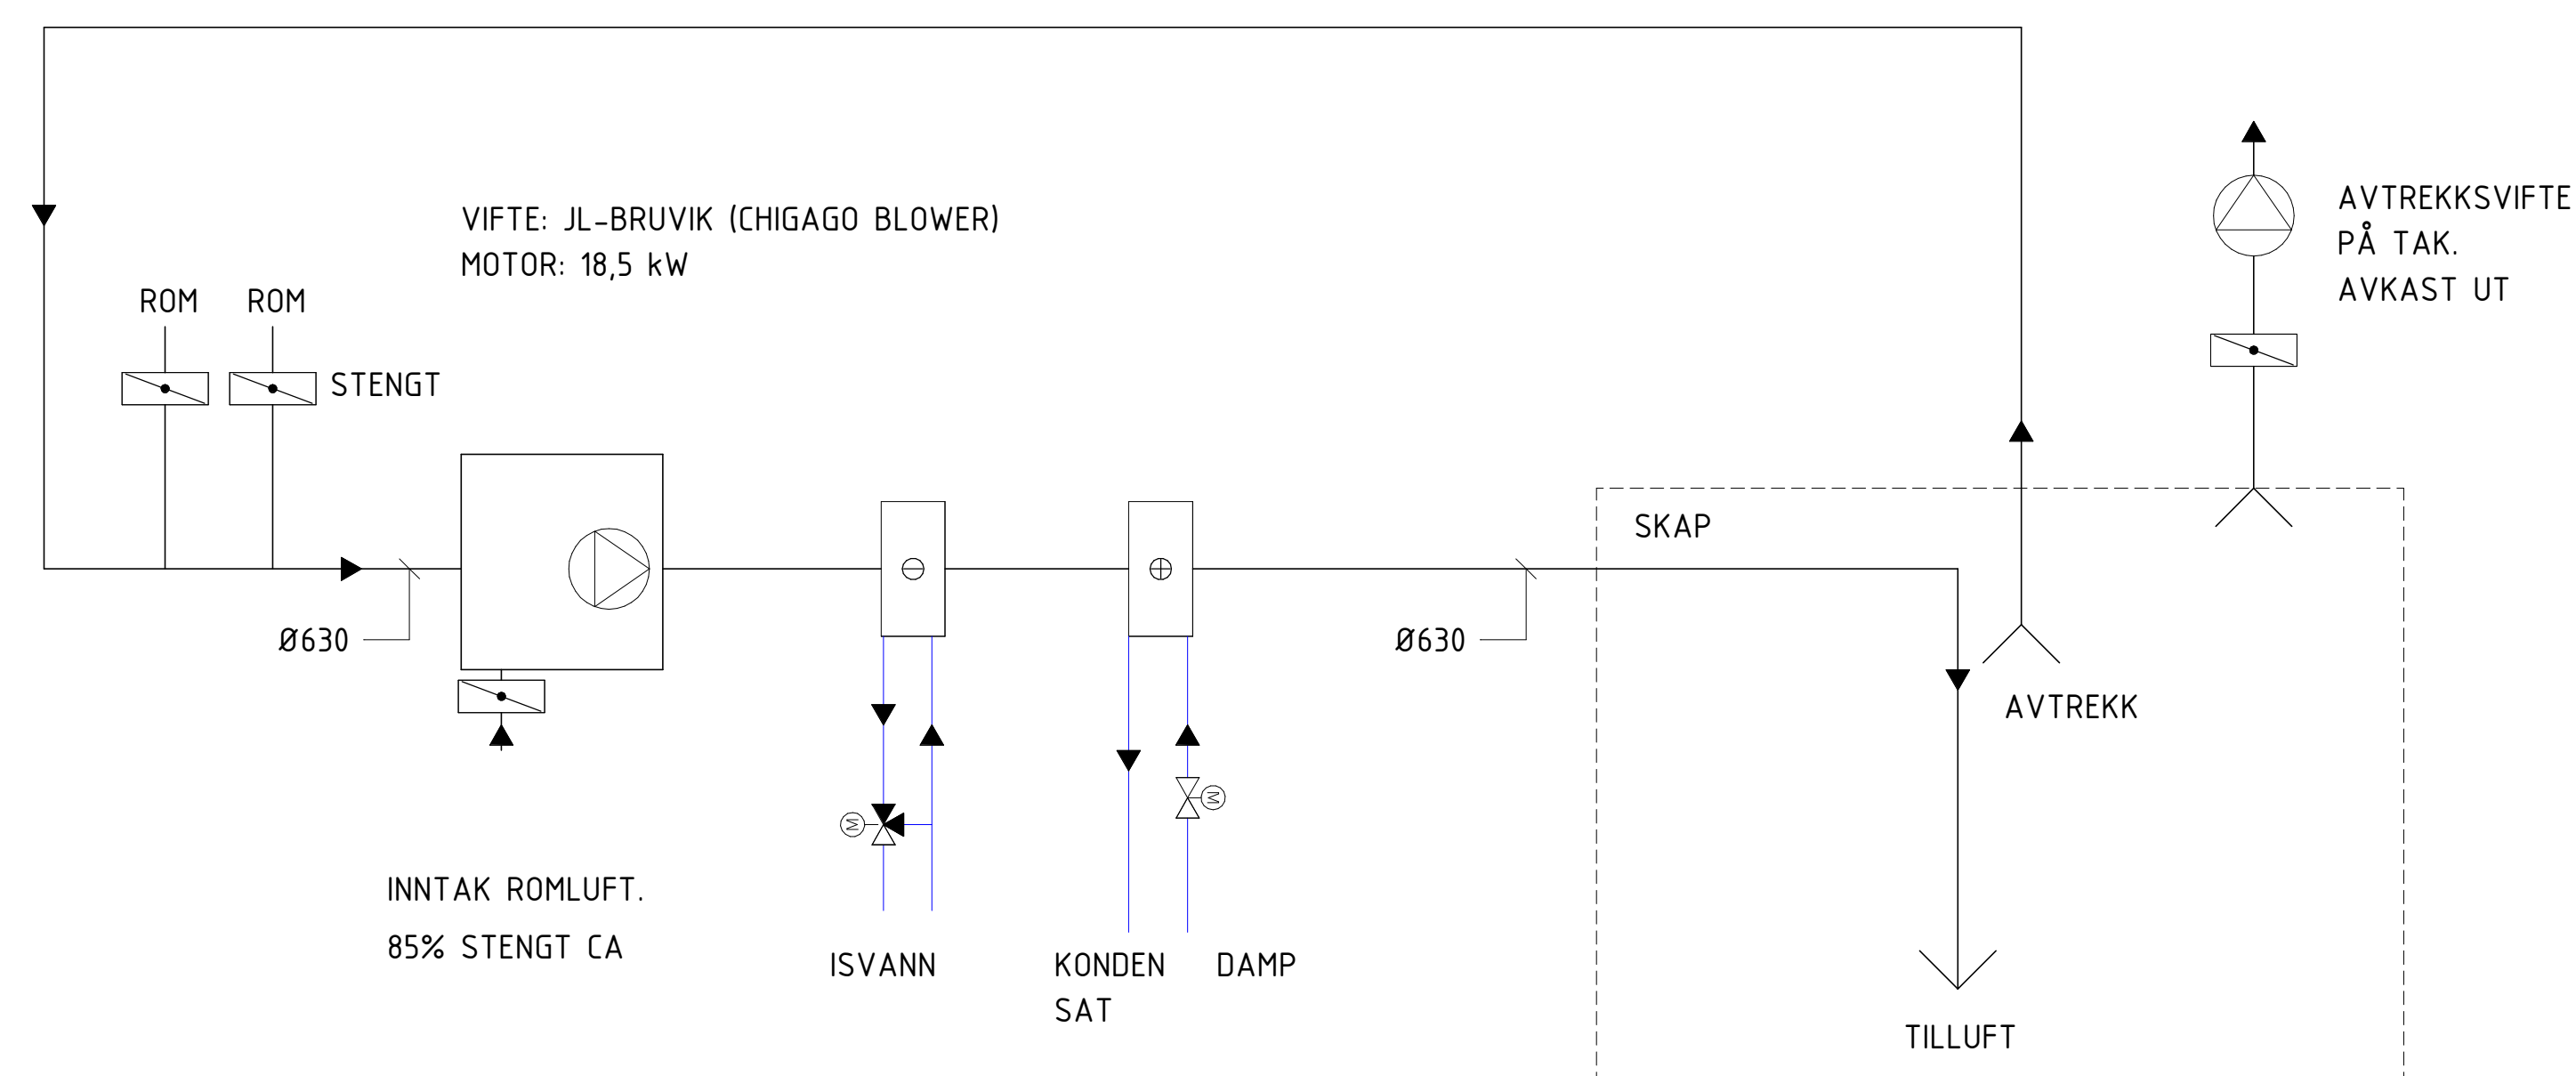 VIFTE: JL-BRUVIK (CHIGAGO BLOWER)
MOTOR: 18,5 kW
AVTREKKSVIFTE
PÅ TAK.
AVKAST UT
ROM
ROM
STENGT
SKAP
Ø630
Ø630
AVTREKK
M
M
INNTAK ROMLUFT.
85% STENGT CA
ISVANN
KONDEN
SAT
DAMP
TILLUFT